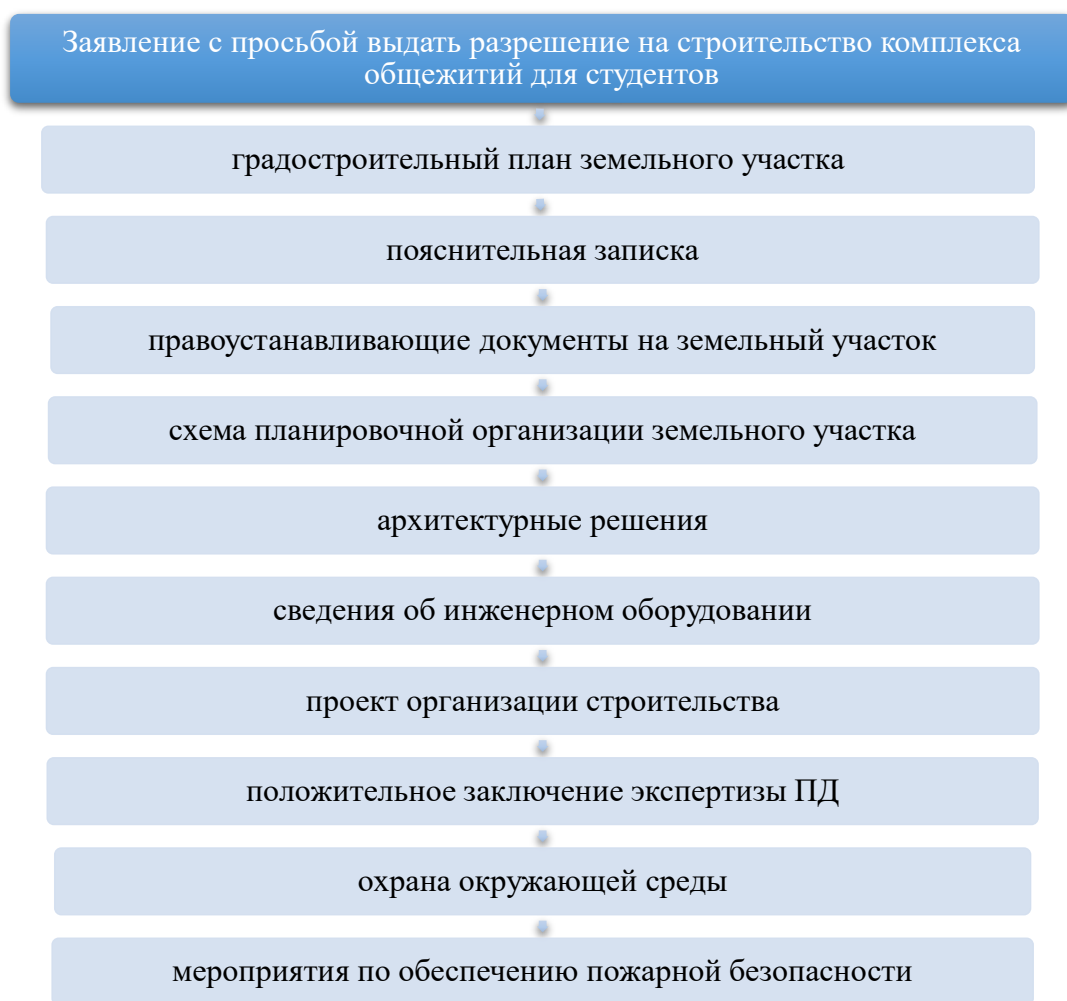 Заявление с просьбой выдать разрешение на строительство комплекса
общежитий для студентов
градостроительный план земельного участка
пояснительная записка
правоустанавливающие документы на земельный участок
схема планировочной организации земельного участка
архитектурные решения
сведения об инженерном оборудовании
проект организации строительства
положительное заключение экспертизы ПД
охрана окружающей среды
мероприятия по обеспечению пожарной безопасности